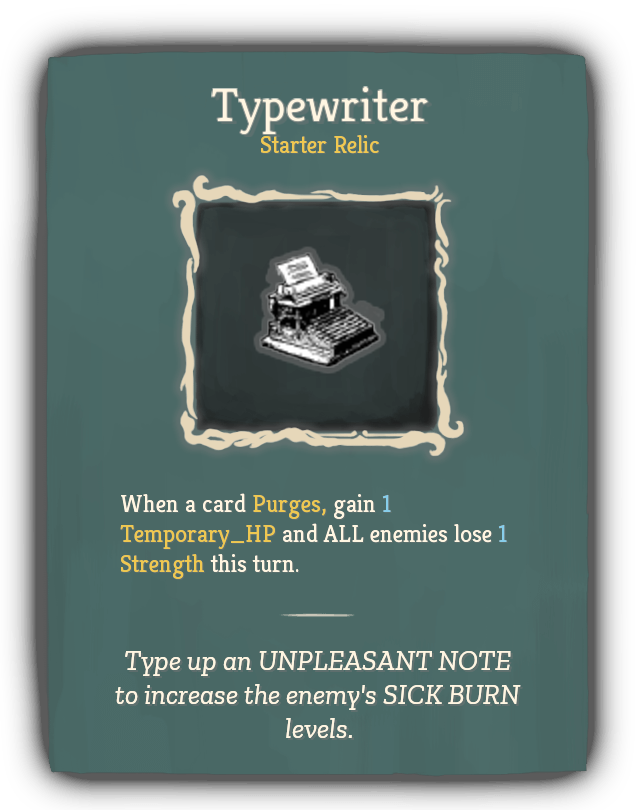 Typewriter
Starter Relic
When a card Purges, gain 1
Temporary_HP and ALL enemies lose 1
Strength this turn.
Type up an UNPLEASANT NOTE
to increase the enemy's SICK BURN
levels.